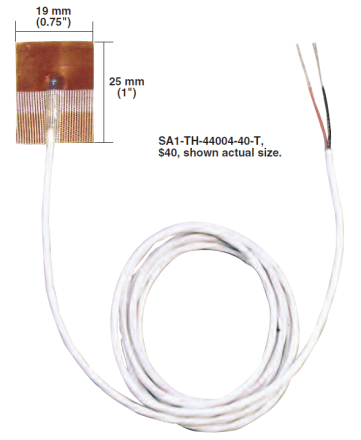 19 mm
(0.75")
25 mm
(1")
SA1-TH-44004-40-T,
$40, shown actual size.